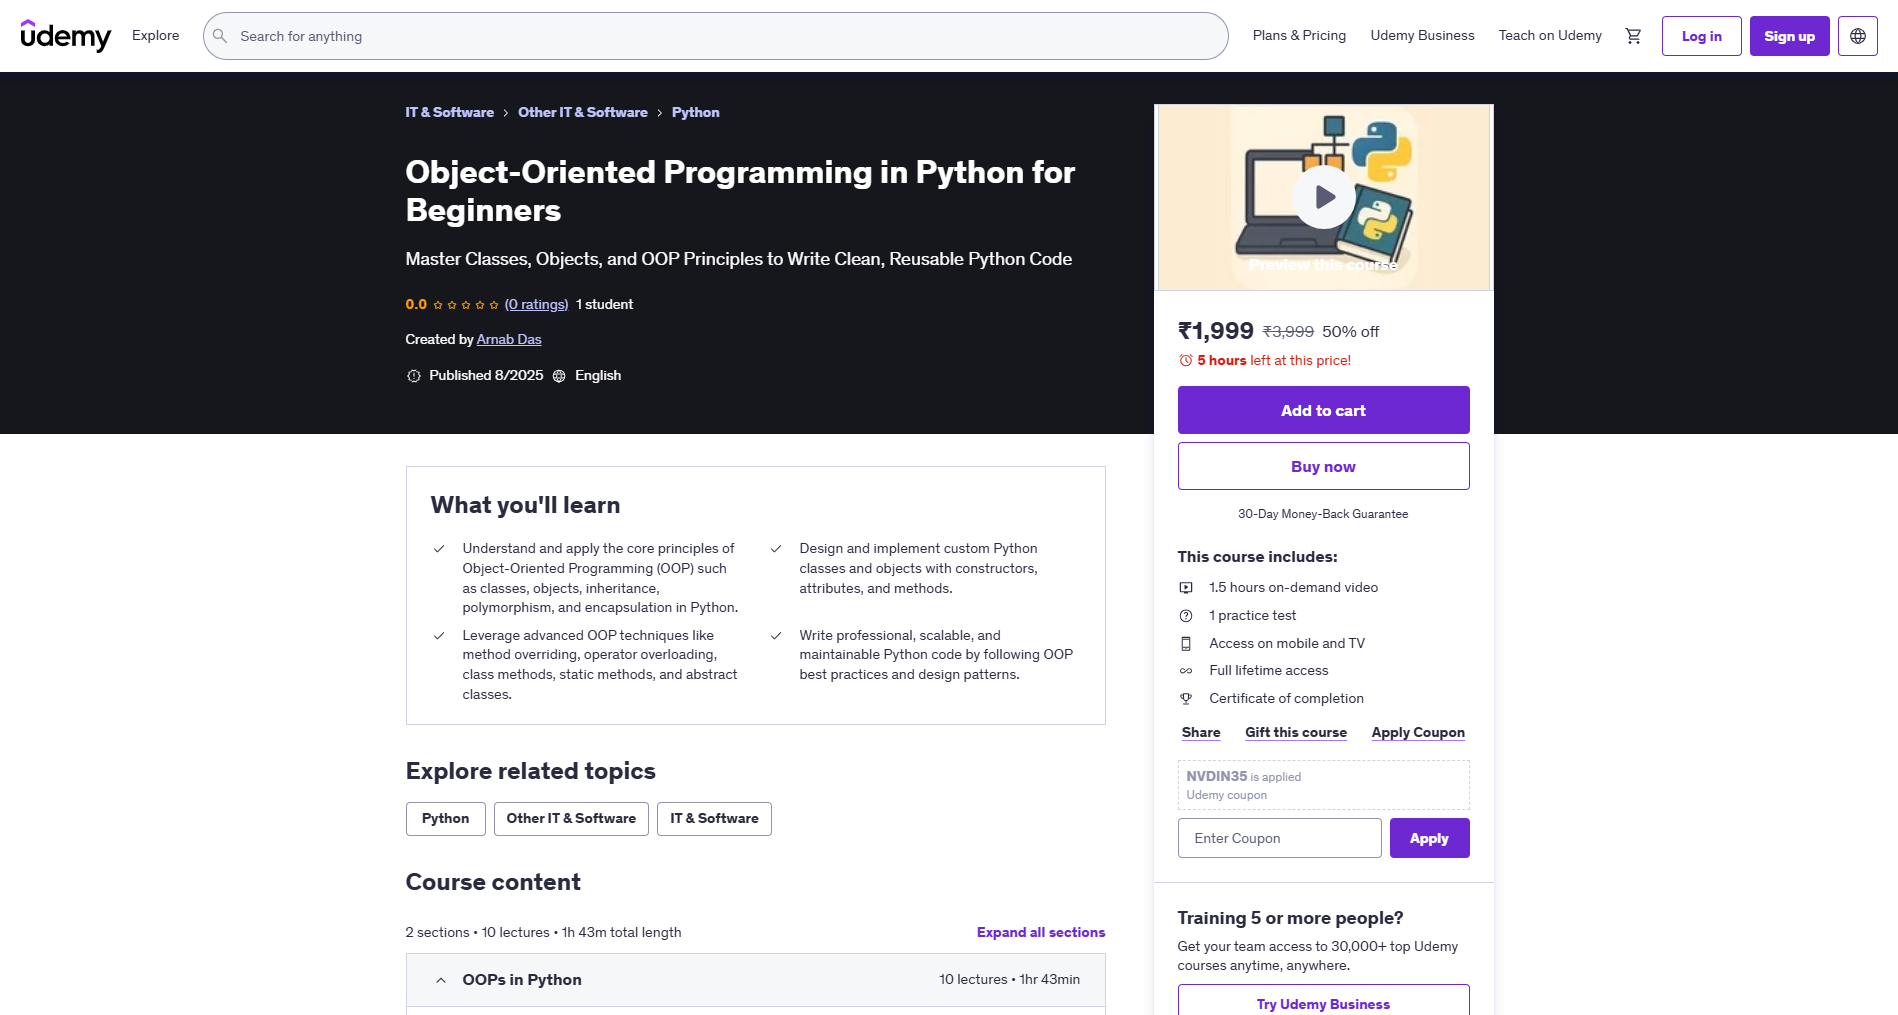 udemy
Explore
Search for anything
Plans & Pricing
Udemy Business
Teach on Udemy
Log in
Sign up
IT & Software
Other IT & Software
Python
Object-Oriented Programming in Python for
Beginners
Master Classes, Objects, and OOP Principles to Write Clean, Reusable Python Code
0.0 (0 ratings) 1 student
Created by Arnab Das
Published 8/2025 English
Preview this course
₹1,999 ₹3,999 50% off
5 hours left at this price!
Add to cart
Buy now
30-Day Money-Back Guarantee
This course includes:
1.5 hours on-demand video
1 practice test
Access on mobile and TV
Full lifetime access
Certificate of completion
Share
Gift this course
Apply Coupon
NVDIN35 is applied
Udemy coupon
Enter Coupon
Apply
Training 5 or more people?
Get your team access to 30,000+ top Udemy
courses anytime, anywhere.
Try Udemy Business
What you'll learn
Understand and apply the core principles of
Object-Oriented Programming (OOP) such
as classes, objects, inheritance,
polymorphism, and encapsulation in Python.
Design and implement custom Python
classes and objects with constructors,
attributes, and methods.
Leverage advanced OOP techniques like
method overriding, operator overloading,
class methods, static methods, and abstract
classes.
Write professional, scalable, and
maintainable Python code by following OOP
best practices and design patterns.
Explore related topics
Python
Other IT & Software
IT & Software
Course content
2 sections • 10 lectures • 1h 43m total length
Expand all sections
OOPs in Python
10 lectures • 1hr 43min